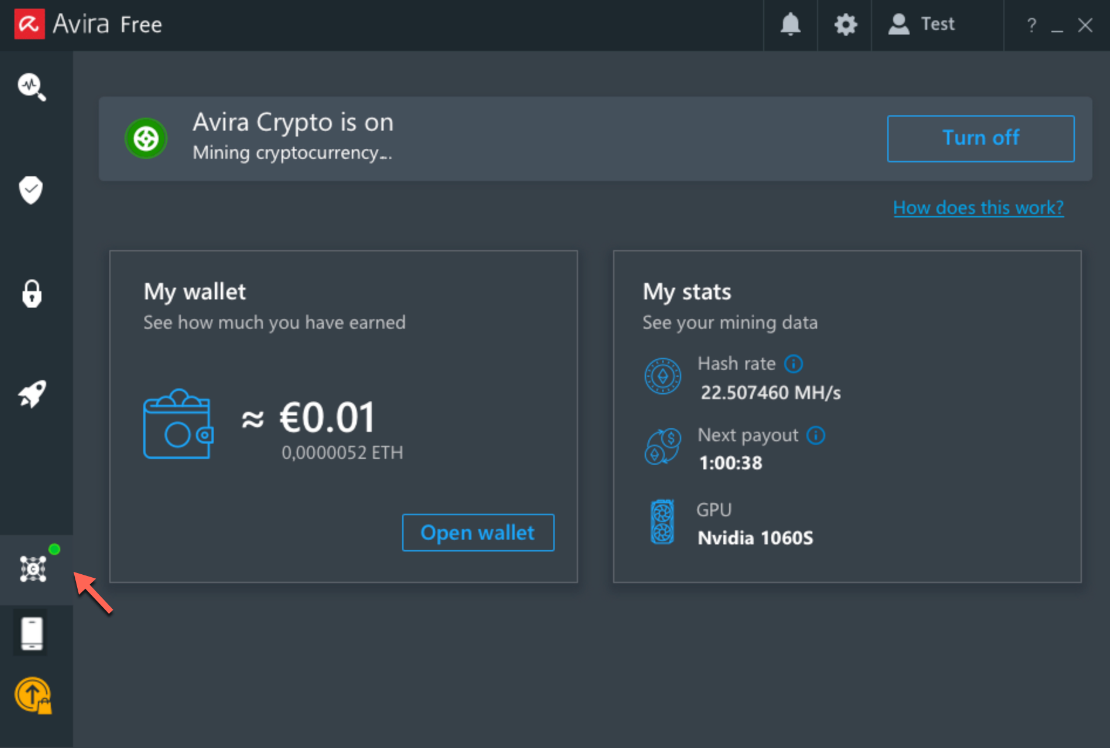 Avira Free
Test
?
Avira Crypto is on
Mining cryptocurrency...
Turn off
How does this work?
My wallet
See how much you have earned
≈ €0.01
0,0000052 ETH
Open wallet
My stats
See your mining data
Hash rate
22.507460 MH/s
Next payout
1:00:38
GPU
Nvidia 1060S